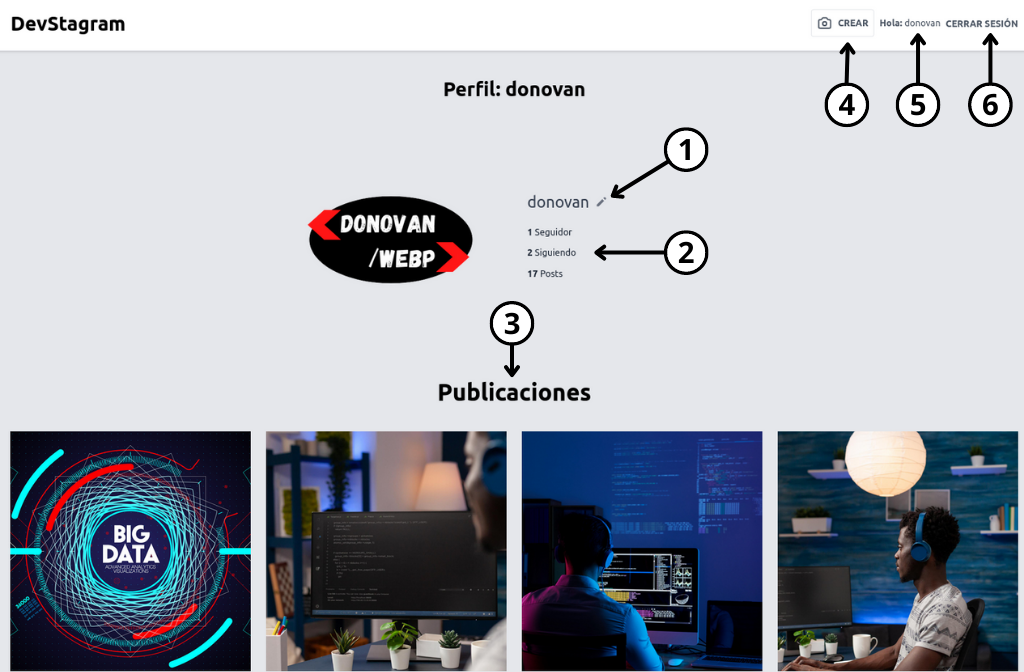 DevStagram
CREAR
Hola: donovan
CERRAR SESIÓN
4
5
6
Perfil: donovan
1
donovan
DONOVAN
/WEBP
1 Seguidor
2 Siguiendo
2
17 Posts
3
Publicaciones
BIG
DATA
ADVANCED ANALYTICS
VISUALIZATIONS